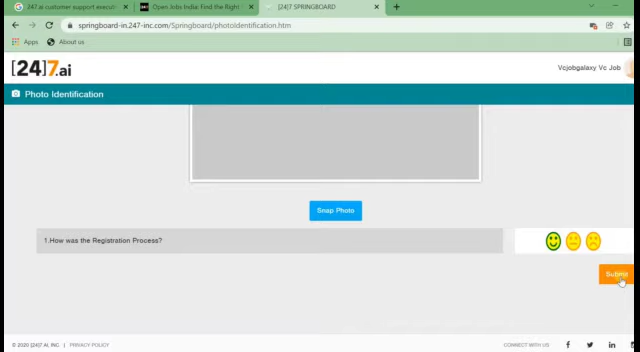 247.ai customer support executi
Open Jobs India: Find the Right
[24]7 SPRINGBOARD
springboard-in.247-inc.com/Springboard/photoIdentification.htm
Apps
About us
[24]7.ai
Vcjobgalaxy Vc Job
Photo Identification
Snap Photo
1.How was the Registration Process?
Submit
© 2020 [24]7.AI, INC. | PRIVACY POLICY
CONNECT WITH US